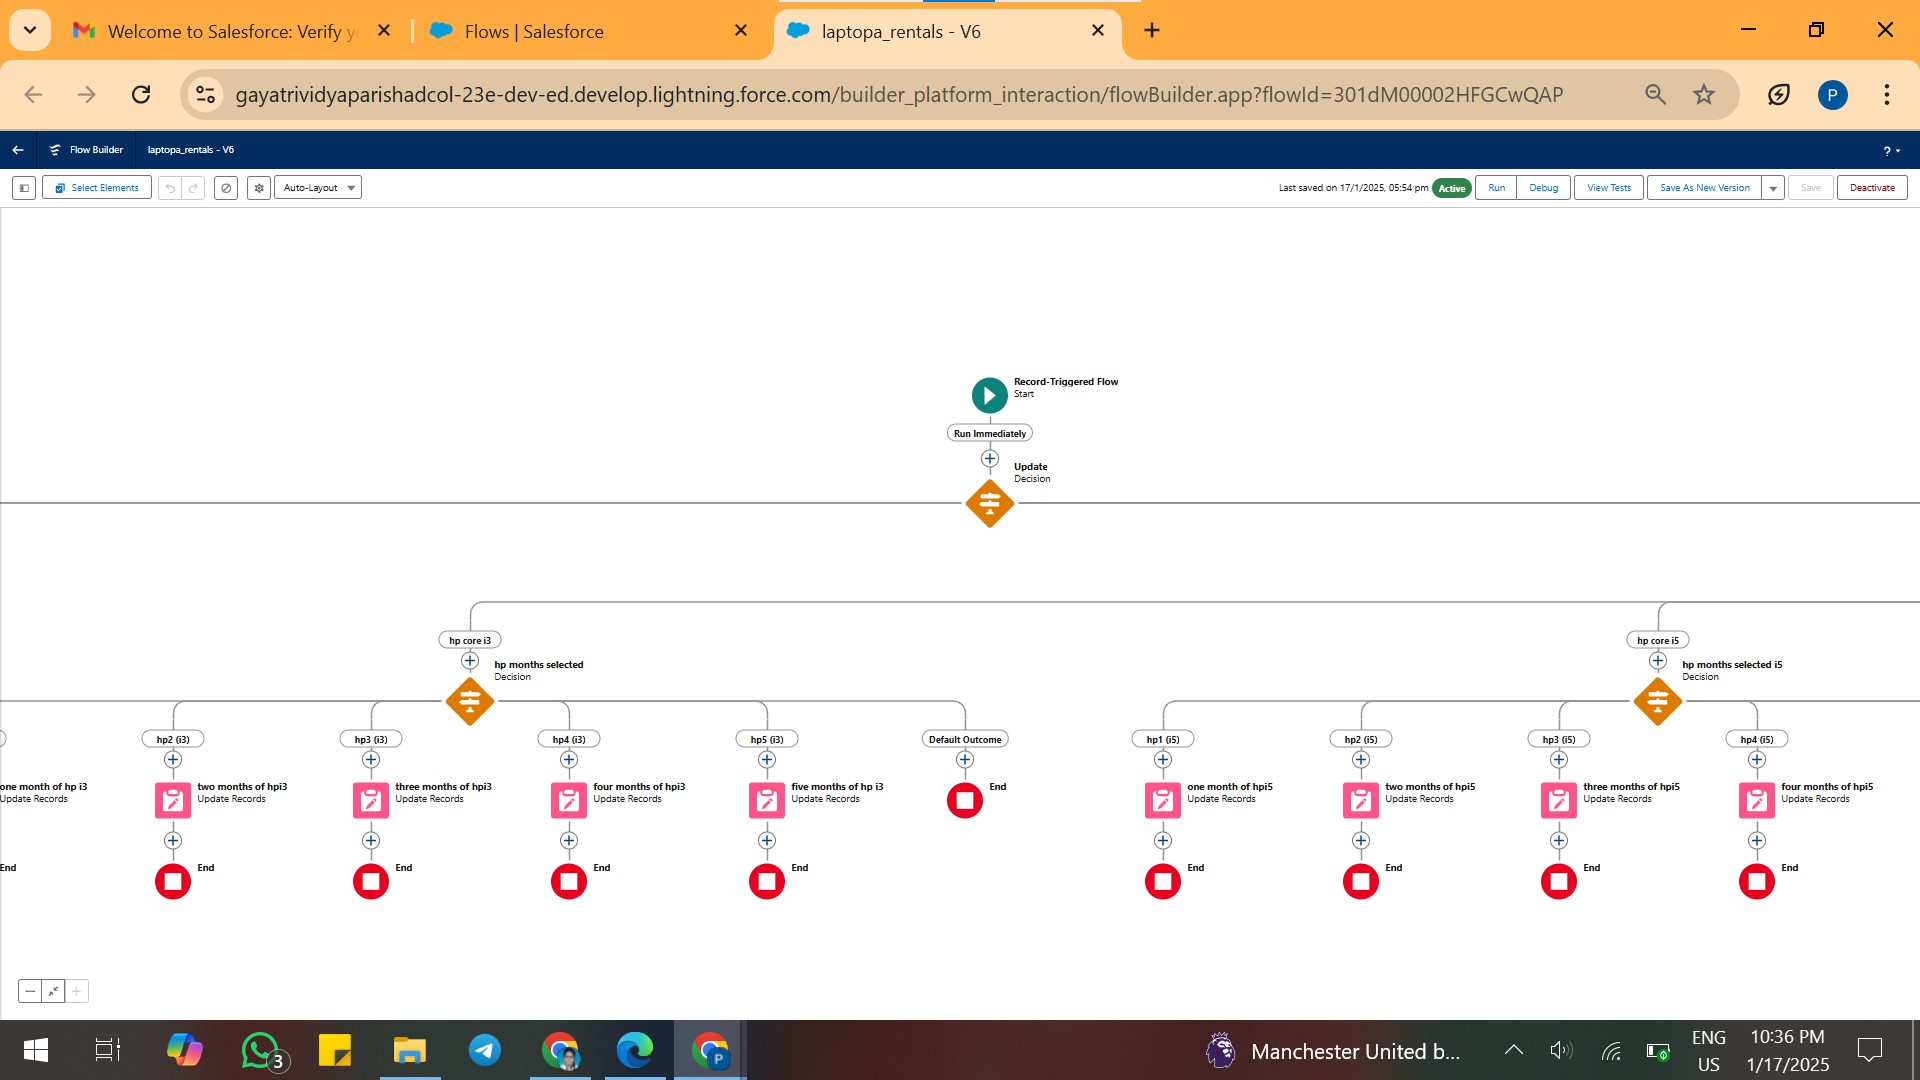 Welcome to Salesforce: Verify y
Flows | Salesforce
laptopa_rentals - V6
gayatrividyaparishadcol-23e-dev-ed.develop.lightning.force.com/builder_platform_interaction/flowBuilder.app?flowId=301dM00002HFGCwQAP
P
Flow Builder
laptopa_rentals - V6
?
Select Elements
Auto-Layout
Last saved on 17/1/2025, 05:54 pm
Active
Run
Debug
View Tests
Save As New Version
Save
Deactivate
Record-Triggered Flow
Start
Run Immediately
Update
Decision
hp core i3
hp core i5
hp months selected
Decision
hp months selected i5
Decision
hp2 (i3)
hp3 (i3)
hp4 (i3)
hp5 (i3)
Default Outcome
hp1 (i5)
hp2 (i5)
hp3 (i5)
hp4 (i5)
one month of hp i3
Update Records
two months of hpi3
Update Records
three months of hpi3
Update Records
four months of hpi3
Update Records
five months of hp i3
Update Records
End
one month of hpi5
Update Records
two months of hpi5
Update Records
three months of hpi5
Update Records
four months of hpi5
Update Records
End
End
End
End
End
End
End
End
End
3
P
Manchester United b...
ENG
US
10:36 PM
1/17/2025